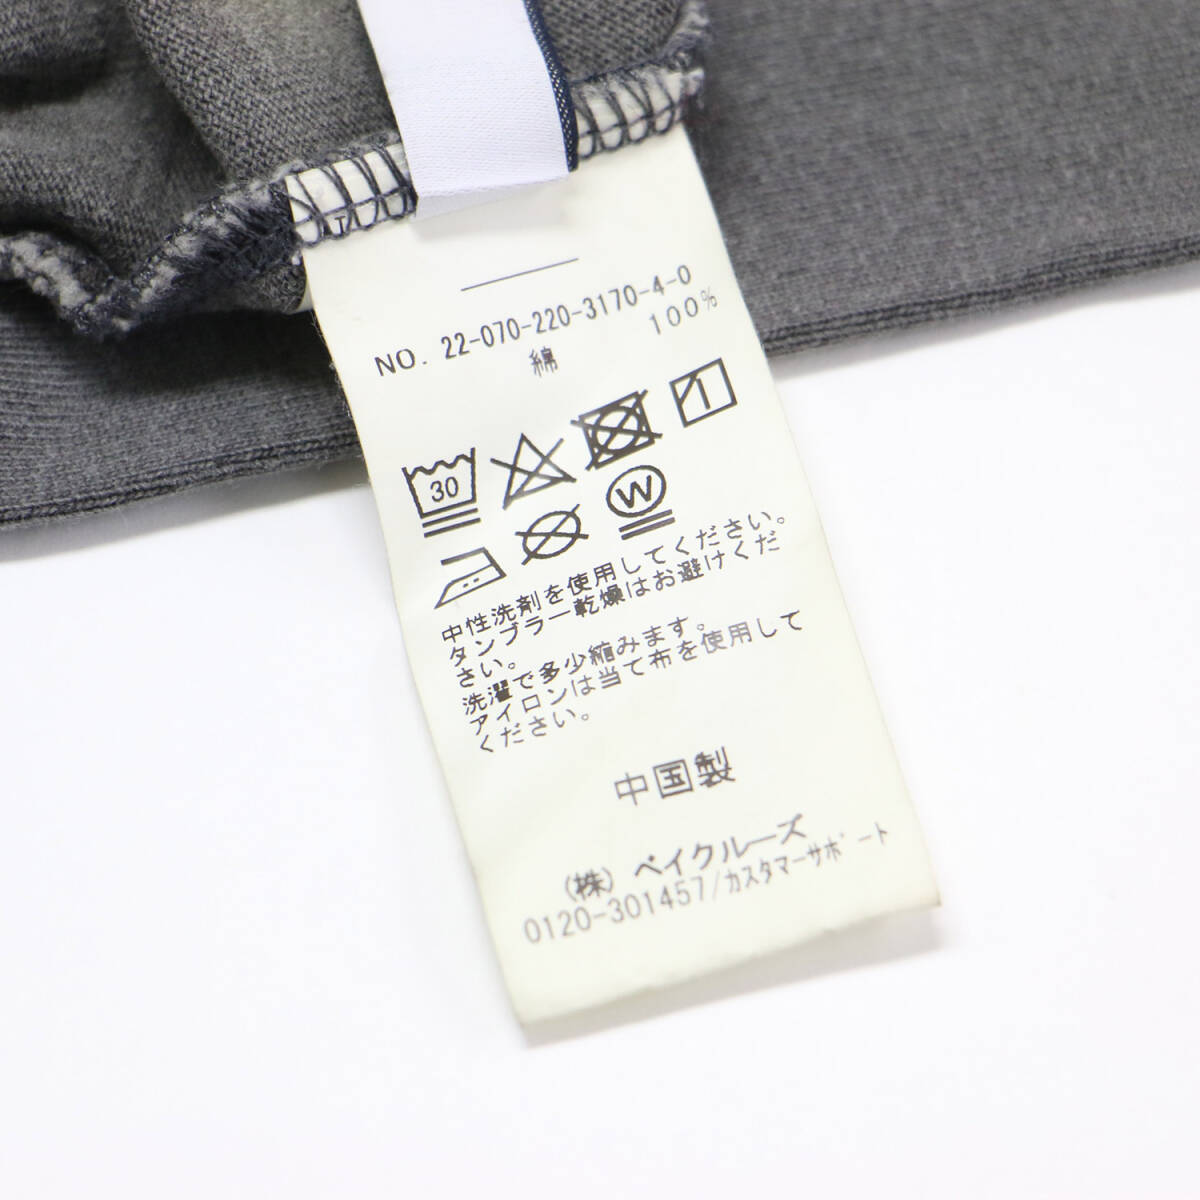 NO. 22-070-220-3170-4-0
綿 100%
30
W
中性洗剤を使用してください。
タンブラー乾燥はお避けくだ
さい。
洗濯で多少縮みます。
アイロンは当て布を使用して
ください。
中国製
(株) ベイクルーズ
0120-301457/カスタマーサポート